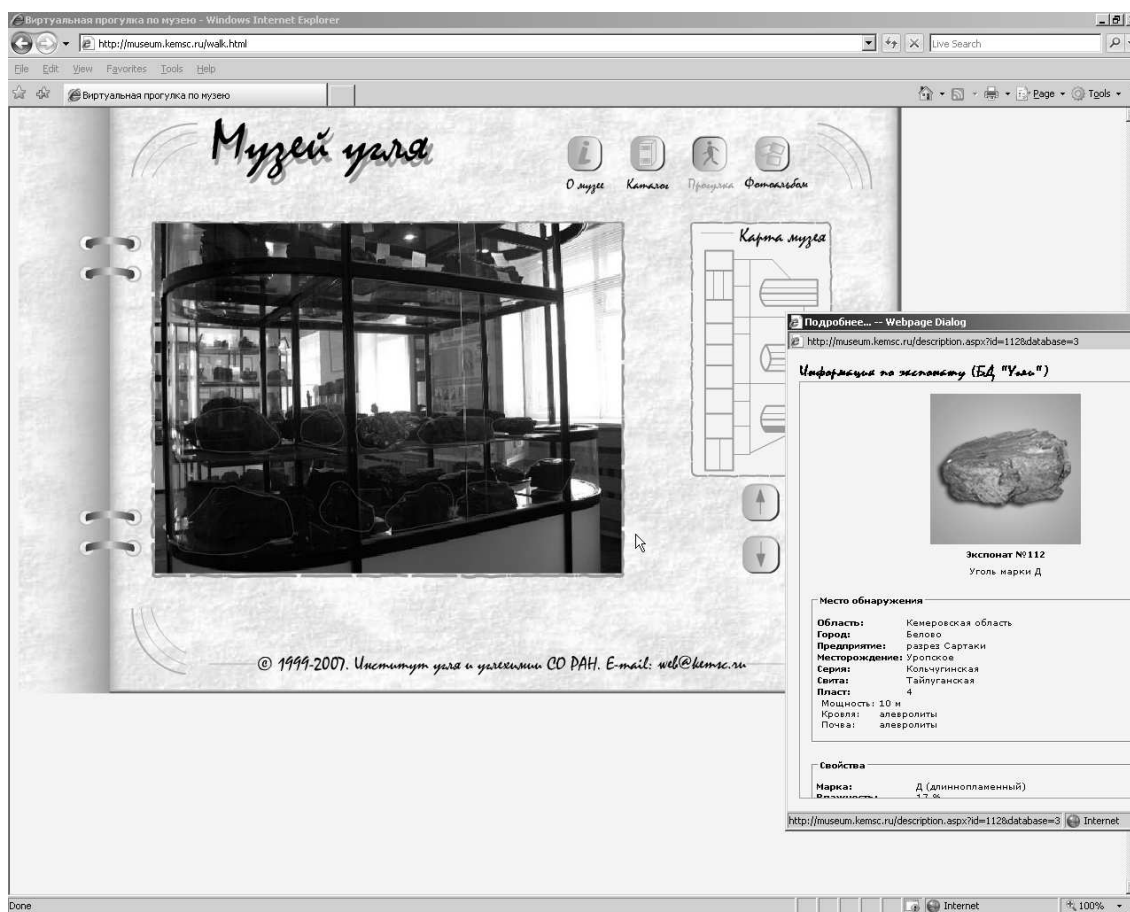 Виртуальная прогулка по музею - Windows Internet Explorer
http://museum.kemsc.ru/walk.html
Live Search
File Edit View Favorites Tools Help
Виртуальная прогулка по музею
Page Tools
Музей угля
О музее Каталог Прогулка Фотоальбом
Карта музея
Подробнее... -- Webpage Dialog
http://museum.kemsc.ru/description.aspx?id=112&database=3
Информация по экспонату (БД "Угли")
Экспонат №112
Уголь марки Д
Место обнаружения
Область: Кемеровская область
Город: Белово
Предприятие: разрез Сартаки
Месторождение: Уропское
Серия: Кольчугинская
Свита: Тайлуганская
Пласт: 4
Мощность: 10 м
Кровля: алевролиты
Почва: алевролиты
Свойства
Марка: Д (длиннопламенный)
Влажность: 17 %
http://museum.kemsc.ru/description.aspx?id=112&database=3 Internet
© 1999-2007. Институт угля и углехимии СО РАН. E-mail: web@kemsc.ru
Done Internet 100%